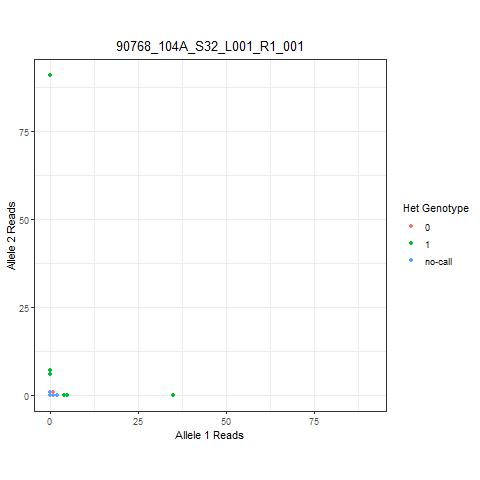 90768_104A_S32_L001_R1_001
Allele 2 Reads
75
50
25
0
0
25
50
75
Allele 1 Reads
Het Genotype
0
1
no-call